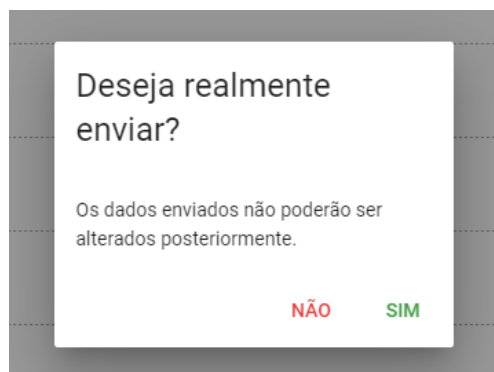 Deseja realmente
enviar?
Os dados enviados não poderão ser
alterados posteriormente.
NÃO SIM